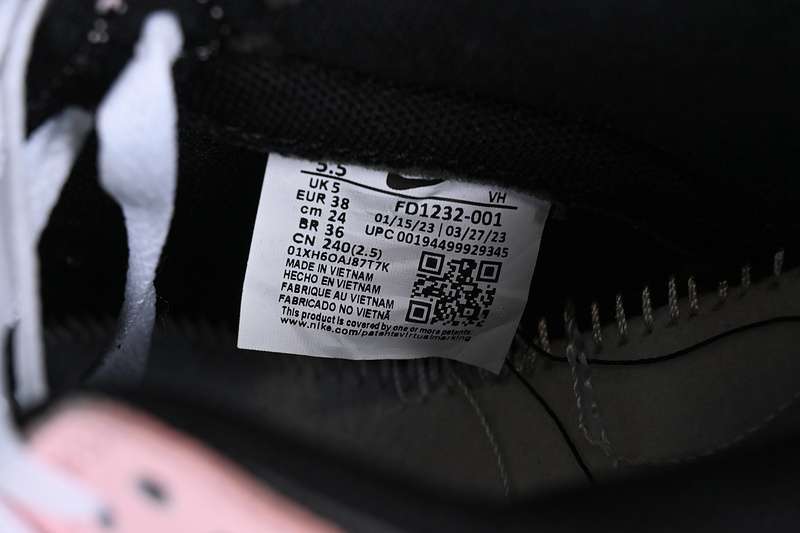 5.5
UK 5
EUR 38
cm 24
BR 36
CN 240(2.5)
VH
FD1232-001
01/15/23 | 03/27/23
UPC 00194499929345
01XH6OAJ87T7K
MADE IN VIETNAM
HECHO EN VIETNAM
FABRIQUE AU VIETNAM
FABRICADO NO VIETNÃ
This product is covered by one or more patents.
www.nike.com/patentsvirtualmarking